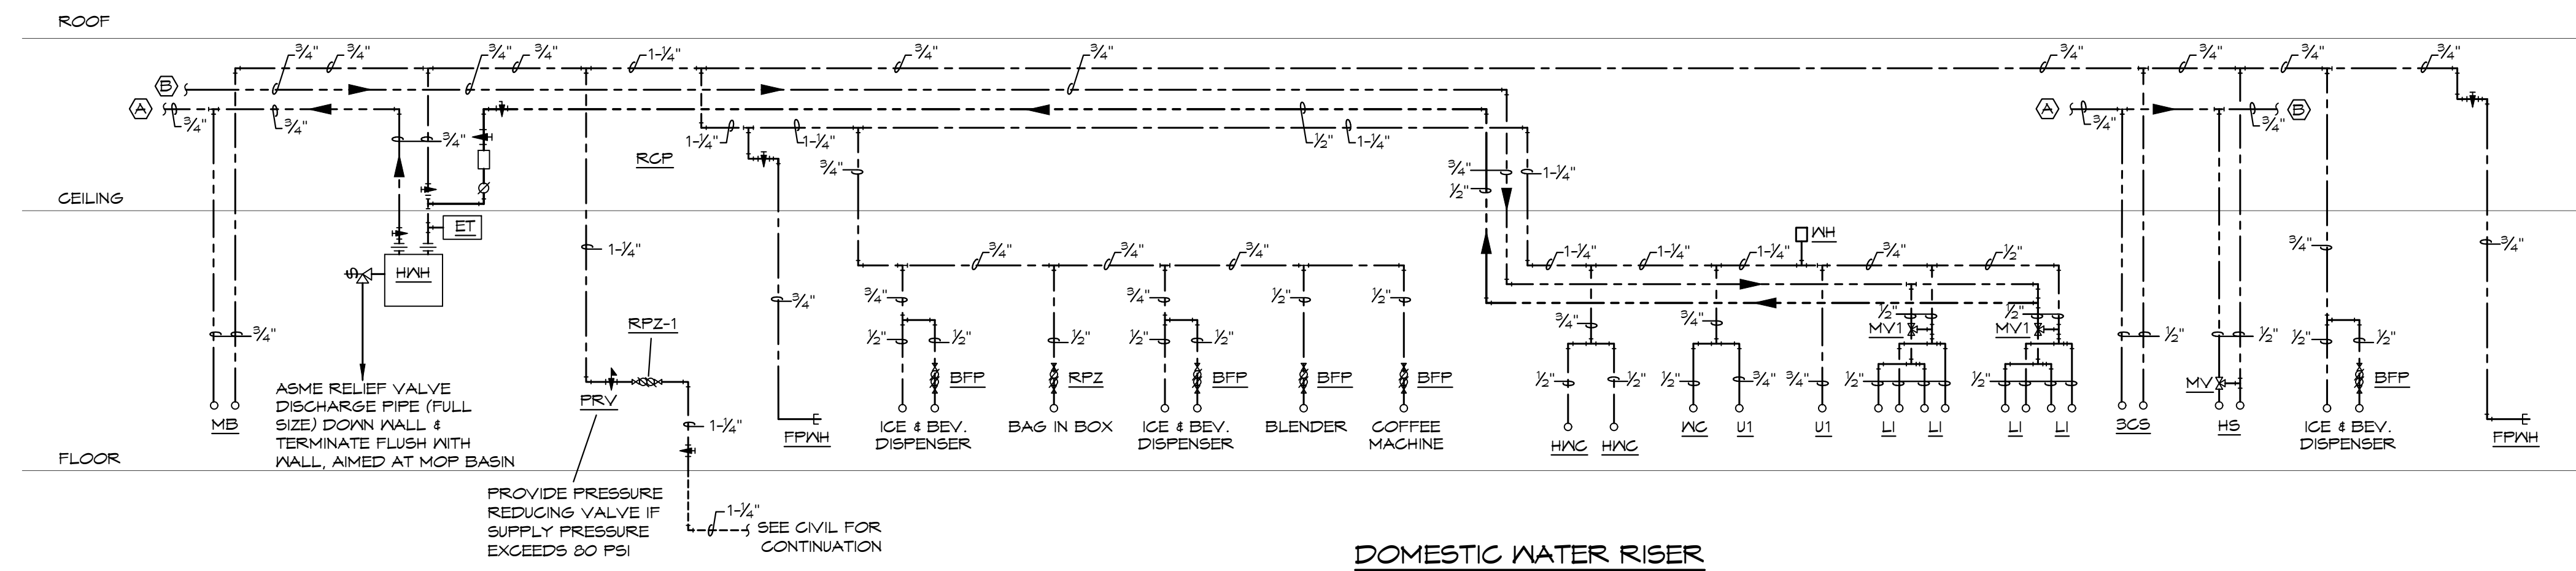 ROOF
3/4" 3/4" 3/4" 3/4" 1-1/4" 3/4" 3/4" 3/4" 3/4" 3/4" 3/4"
B
A 3/4" 3/4" A 3/4" 3/4" B
3/4" 1-1/4" 1-1/4" 1/2" 1-1/4"
RCP 3/4" 3/4" 1-1/4"
1/2"
CEILING
ET
HWH
1-1/4" 3/4" 3/4" 3/4" WH 1-1/4" 1-1/4" 1-1/4" 3/4" 1/2" 3/4" 3/4"
3/4" 3/4" 3/4" 1/2" 1/2"
3/4" 3/4" 1/2" 1/2"
RPZ-1 MV1 MV1
3/4" 1/2" 1/2" 1/2" 1/2" 1/2" 1/2" 1/2" 1/2" 1/2"
BFP RPZ BFP BFP BFP 1/2" 1/2" 1/2" 3/4" 3/4" 1/2" 1/2" MV BFP
PRV
ASME RELIEF VALVE
DISCHARGE PIPE (FULL
SIZE) DOWN WALL &
TERMINATE FLUSH WITH
WALL, AIMED AT MOP BASIN
MB
1-1/4"
FPWH
ICE & BEV.
DISPENSER
BAG IN BOX
ICE & BEV.
DISPENSER
BLENDER
COFFEE
MACHINE
HWC HWC
WC U1 U1 L1 L1 L1 L1
3CS HS
ICE & BEV.
DISPENSER
FPWH
FLOOR
PROVIDE PRESSURE
REDUCING VALVE IF
SUPPLY PRESSURE
EXCEEDS 80 PSI
1-1/4"
SEE CIVIL FOR
CONTINUATION
DOMESTIC WATER RISER